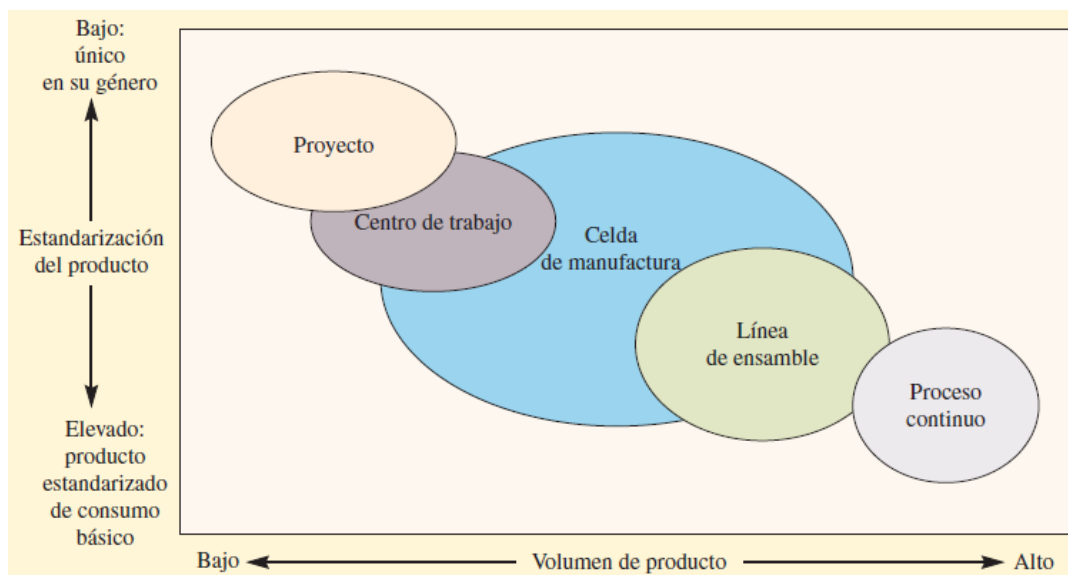 Bajo:
único
en su género
Estandarización
del producto
Elevado:
producto
estandarizado
de consumo
básico
Proyecto
Centro de trabajo
Celda
de manufactura
Línea
de ensamble
Proceso
continuo
Bajo
Volumen de producto
Alto